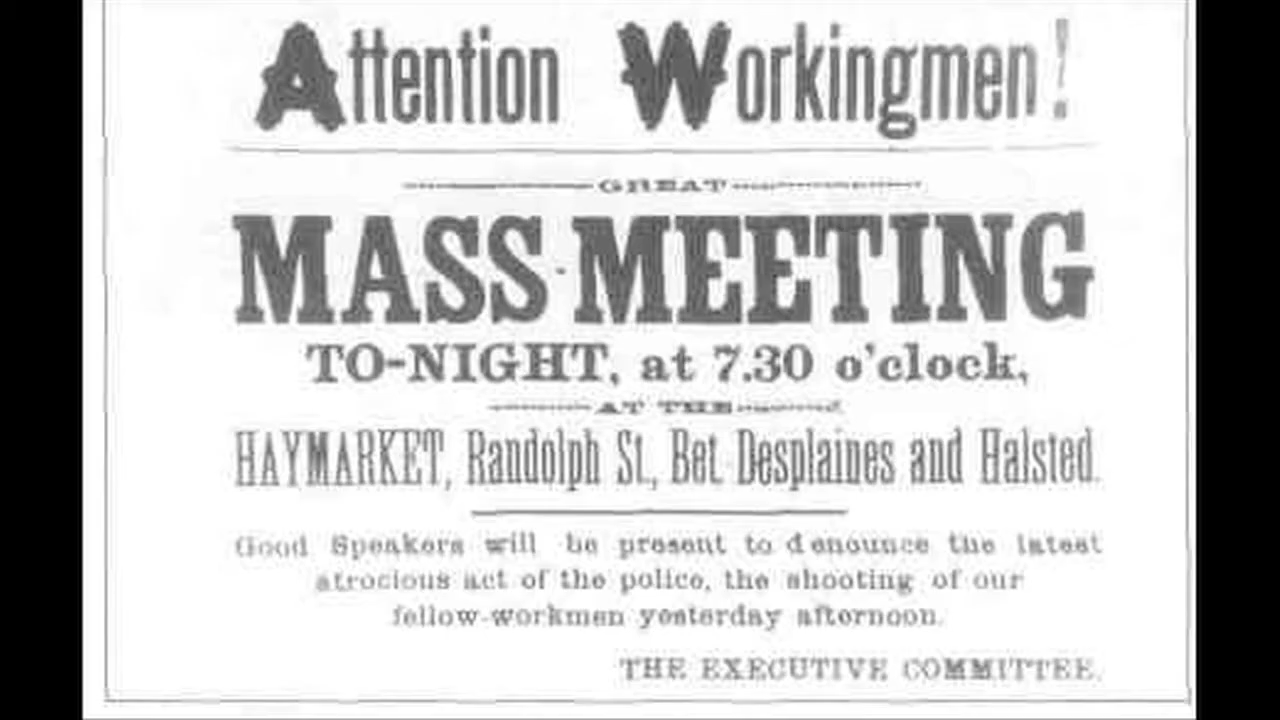 Attention Workingmen!
GREAT
MASS-MEETING
TO-NIGHT, at 7.30 o'clock,
AT THE
HAYMARKET, Randolph St., Bet. Desplaines and Halsted.
Good Speakers will be present to denounce the latest
atrocious act of the police, the shooting of our
fellow-workmen yesterday afternoon.
THE EXECUTIVE COMMITTEE.